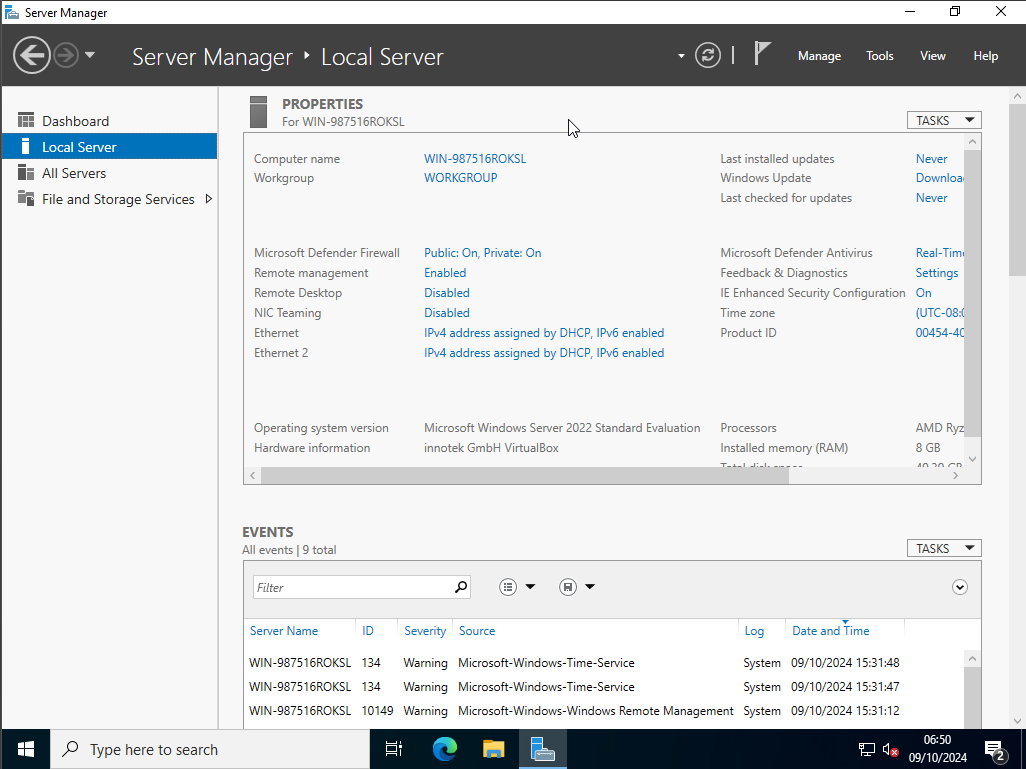 Server Manager
Server Manager ‣ Local Server
Manage Tools View Help
Dashboard
Local Server
All Servers
File and Storage Services
PROPERTIES
For WIN-987516ROKSL
TASKS
Computer name WIN-987516ROKSL Last installed updates Never
Workgroup WORKGROUP Windows Update Downloa
Last checked for updates Never
Microsoft Defender Firewall Public: On, Private: On Microsoft Defender Antivirus Real-Time
Remote management Enabled Feedback & Diagnostics Settings
Remote Desktop Disabled IE Enhanced Security Configuration On
NIC Teaming Disabled Time zone (UTC-08:0
Ethernet IPv4 address assigned by DHCP, IPv6 enabled Product ID 00454-40
Ethernet 2 IPv4 address assigned by DHCP, IPv6 enabled
Operating system version Microsoft Windows Server 2022 Standard Evaluation Processors AMD Ryz
Hardware information innotek GmbH VirtualBox Installed memory (RAM) 8 GB
Total disk space
EVENTS
All events | 9 total
TASKS
Filter
Server Name ID Severity Source Log Date and Time
WIN-987516ROKSL 134 Warning Microsoft-Windows-Time-Service System 09/10/2024 15:31:48
WIN-987516ROKSL 134 Warning Microsoft-Windows-Time-Service System 09/10/2024 15:31:47
WIN-987516ROKSL 10149 Warning Microsoft-Windows-Windows Remote Management System 09/10/2024 15:31:12
Type here to search
06:50
09/10/2024
2